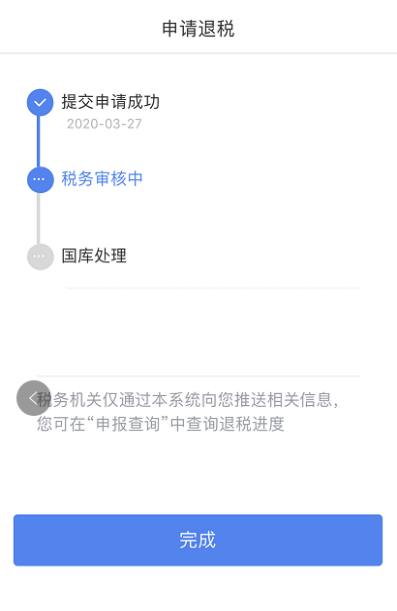 申请退税
提交申请成功
2020-03-27
税务审核中
国库处理
税务机关仅通过本系统向您推送相关信息，
您可在“申报查询”中查询退税进度
完成